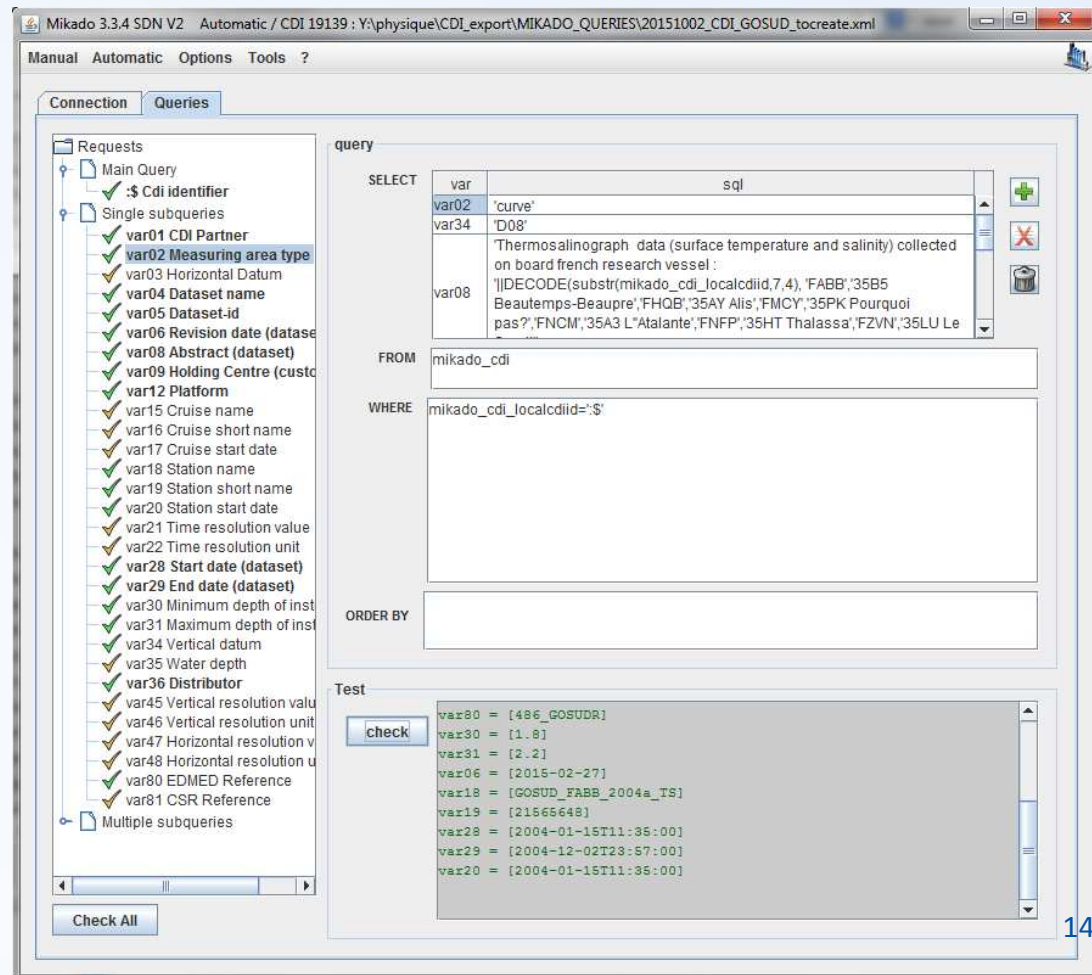 Mikado 3.3.4 SDN V2 Automatic / CDI 19139 : Y:\physique\CDI_export\MIKADO_QUERIES\20151002_CDI_GOSUD_tocreate.xml
Manual Automatic Options Tools ?
Connection Queries
Requests
Main Query
:$ Cdi identifier
Single subqueries
var01 CDI Partner
var02 Measuring area type
var03 Horizontal Datum
var04 Dataset name
var05 Dataset-id
var06 Revision date (datase
var08 Abstract (dataset)
var09 Holding Centre (custo
var12 Platform
var15 Cruise name
var16 Cruise short name
var17 Cruise start date
var18 Station name
var19 Station short name
var20 Station start date
var21 Time resolution value
var22 Time resolution unit
var28 Start date (dataset)
var29 End date (dataset)
var30 Minimum depth of inst
var31 Maximum depth of inst
var34 Vertical datum
var35 Water depth
var36 Distributor
var45 Vertical resolution valu
var46 Vertical resolution unit
var47 Horizontal resolution v
var48 Horizontal resolution u
var80 EDMED Reference
var81 CSR Reference
Multiple subqueries
Check All
query
SELECT
var sql
var02 'curve'
var34 'D08'
var08
'Thermosalinograph data (surface temperature and salinity) collected
on board french research vessel :
'||DECODE(substr(mikado_cdi_localcdiid,7,4), 'FABB','35B5
Beautemps-Beaupre','FHQB','35AY Alis','FMCY','35PK Pourquoi
pas?','FNCM','35A3 L''Atalante','FNFP','35HT Thalassa','FZVN','35LU Le
FROM mikado_cdi
WHERE mikado_cdi_localcdiid=':$'
ORDER BY
Test
check
var80 = [486_GOSUDR]
var30 = [1.8]
var31 = [2.2]
var06 = [2015-02-27]
var18 = [GOSUD_FABB_2004a_TS]
var19 = [21565648]
var28 = [2004-01-15T11:35:00]
var29 = [2004-12-02T23:57:00]
var20 = [2004-01-15T11:35:00]
14